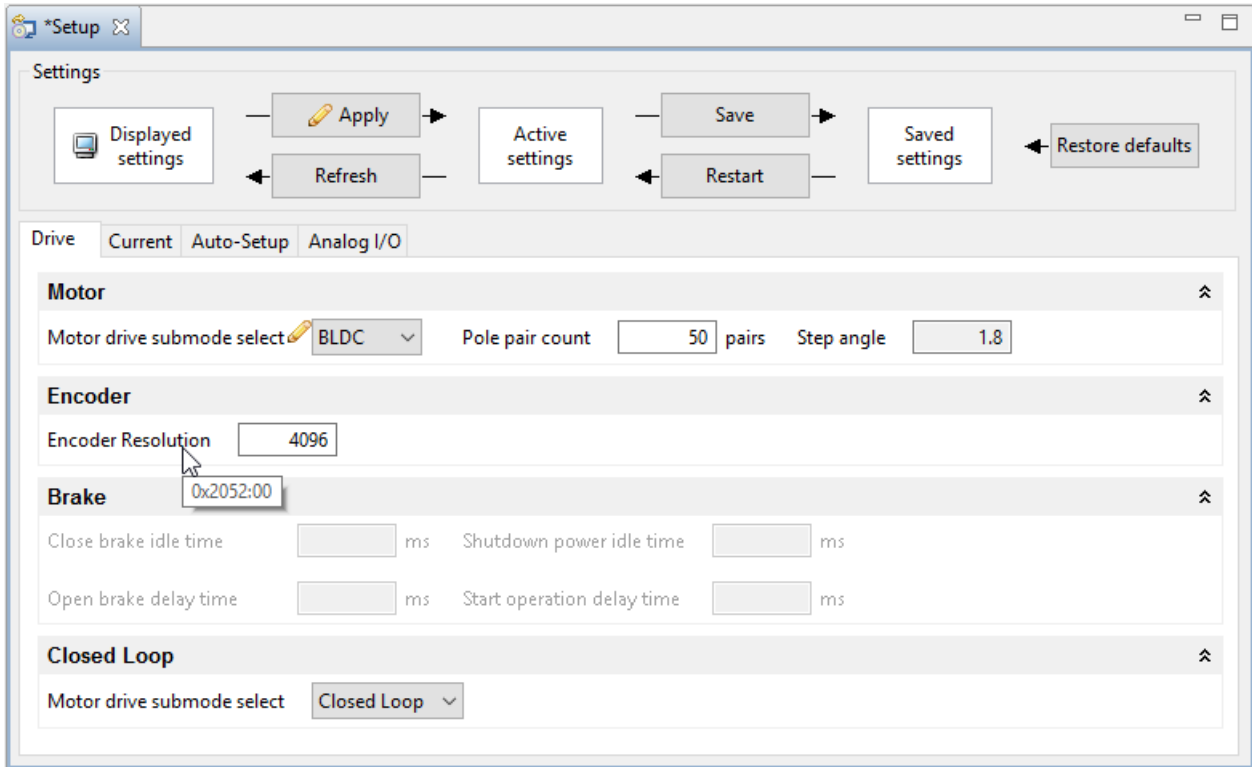 *Setup
Settings
Displayed settings
Apply
Refresh
Active settings
Save
Restart
Saved settings
Restore defaults
Drive Current Auto-Setup Analog I/O
Motor
Motor drive submode select BLDC Pole pair count 50 pairs Step angle 1.8
Encoder
Encoder Resolution 4096
0x2052:00
Brake
Close brake idle time ms Shutdown power idle time ms
Open brake delay time ms Start operation delay time ms
Closed Loop
Motor drive submode select Closed Loop